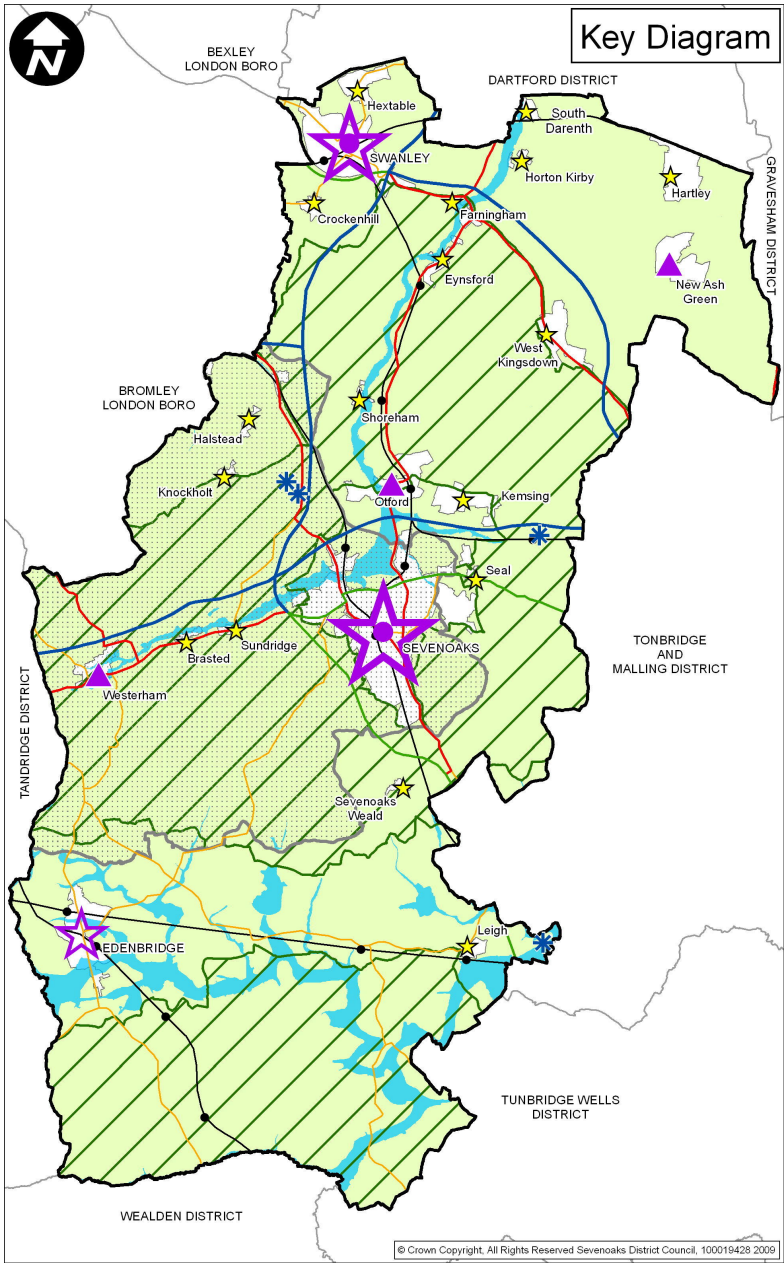 Key Diagram
N
BEXLEY
LONDON BORO
DARTFORD DISTRICT
Hextable
South
Darenth
SWANLEY
Horton Kirby
Hartley
Crockenhill
Farningham
GRAVESHAM DISTRICT
Eynsford
New Ash
Green
West
Kingsdown
BROMLEY
LONDON BORO
Shoreham
Halstead
Knockholt
Otford
Kemsing
Seal
Sundridge
Brasted
SEVENOAKS
TONBRIDGE
AND
MALLING DISTRICT
Westerham
TANDRIDGE DISTRICT
Sevenoaks
Weald
Leigh
EDENBRIDGE
TUNBRIDGE WELLS
DISTRICT
WEALDEN DISTRICT
© Crown Copyright, All Rights Reserved Sevenoaks District Council, 100019428 2009